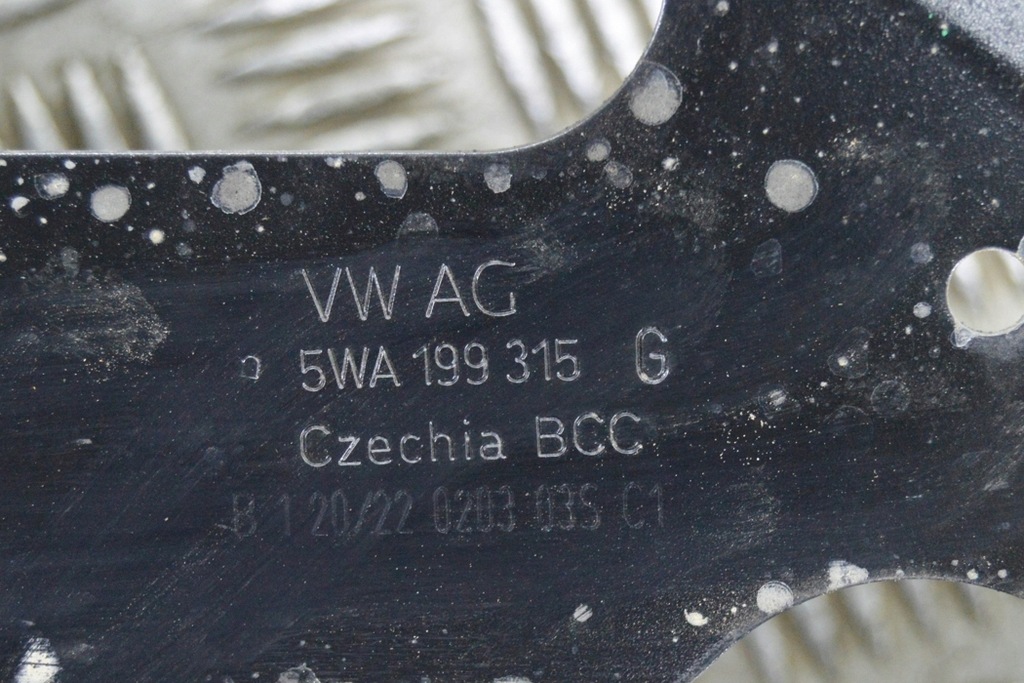 VW AG
5WA 199 315 G
Czechia BCC
B 1 20/22 0203 035 C1